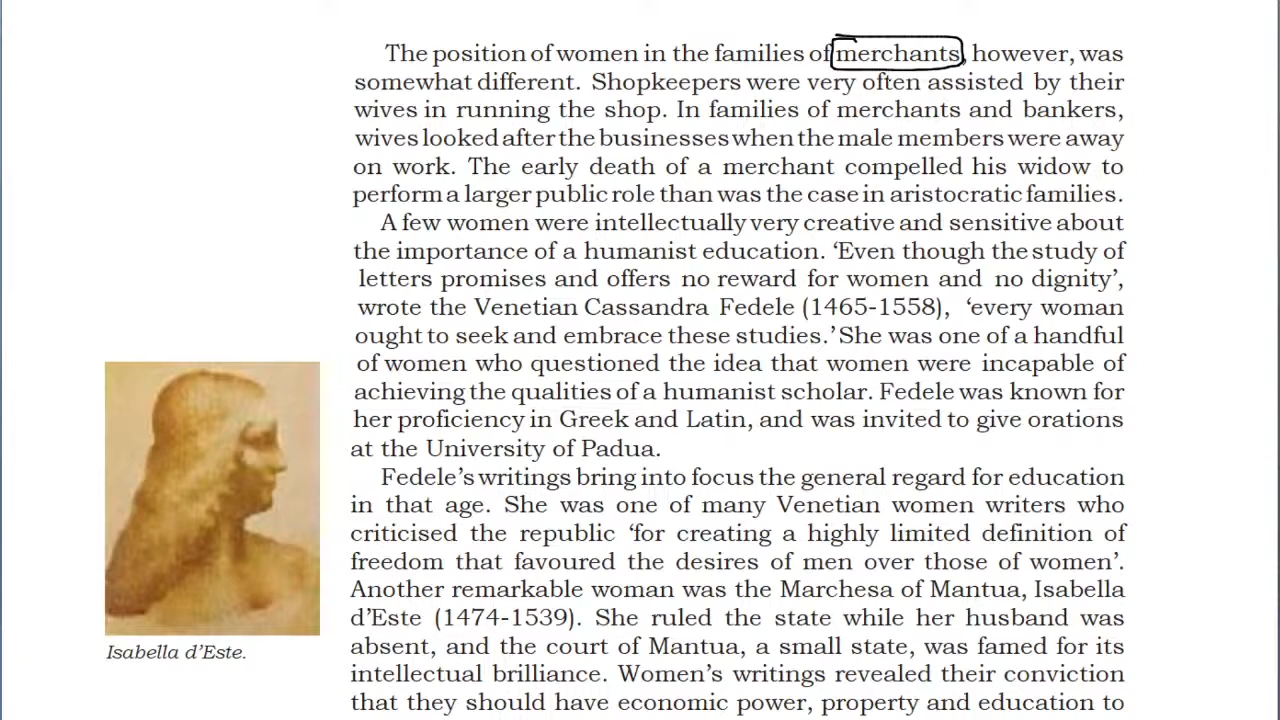 The position of women in the families of merchants, however, was
somewhat different. Shopkeepers were very often assisted by their
wives in running the shop. In families of merchants and bankers,
wives looked after the businesses when the male members were away
on work. The early death of a merchant compelled his widow to
perform a larger public role than was the case in aristocratic families.
A few women were intellectually very creative and sensitive about
the importance of a humanist education. ‘Even though the study of
letters promises and offers no reward for women and no dignity’,
wrote the Venetian Cassandra Fedele (1465-1558), ‘every woman
ought to seek and embrace these studies.’ She was one of a handful
of women who questioned the idea that women were incapable of
achieving the qualities of a humanist scholar. Fedele was known for
her proficiency in Greek and Latin, and was invited to give orations
at the University of Padua.
Fedele’s writings bring into focus the general regard for education
in that age. She was one of many Venetian women writers who
criticised the republic ‘for creating a highly limited definition of
freedom that favoured the desires of men over those of women’.
Another remarkable woman was the Marchesa of Mantua, Isabella
d’Este (1474-1539). She ruled the state while her husband was
absent, and the court of Mantua, a small state, was famed for its
intellectual brilliance. Women’s writings revealed their conviction
that they should have economic power, property and education to
Isabella d’Este.